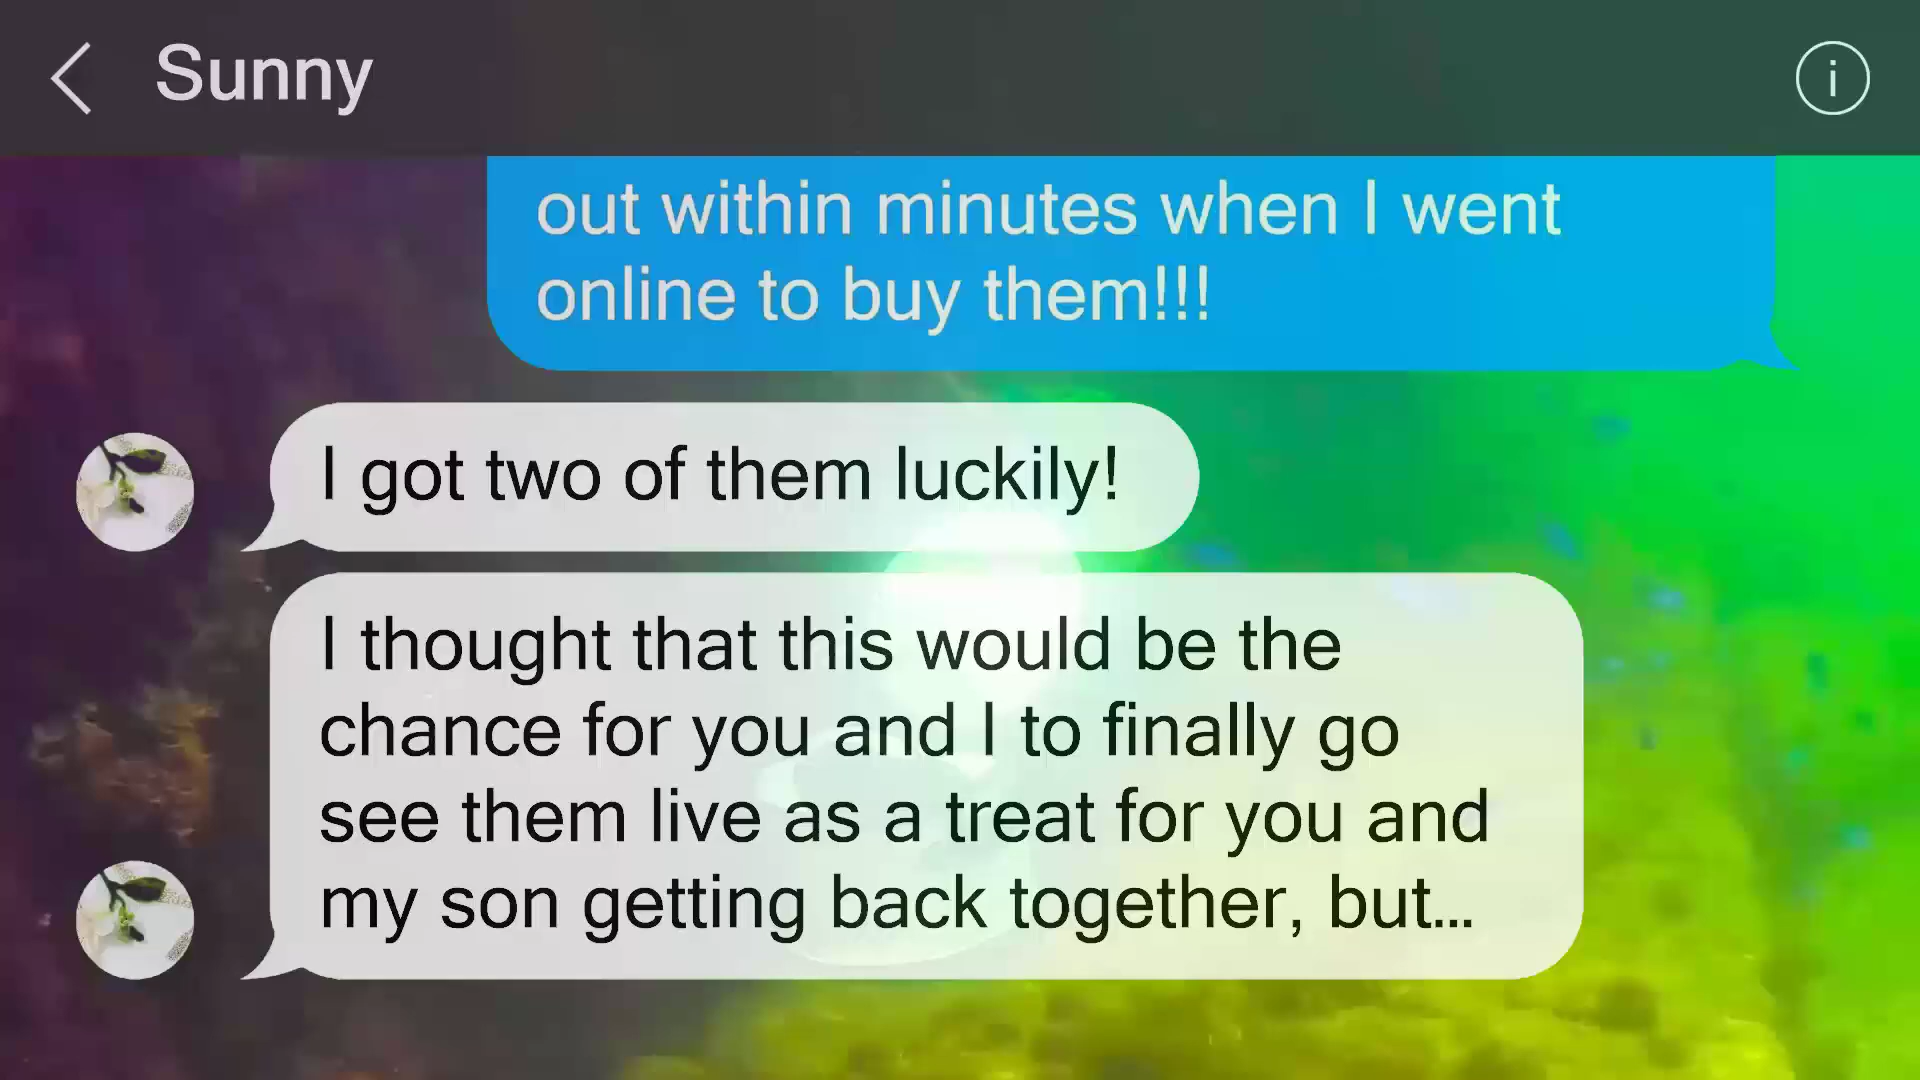 Sunny
out within minutes when I went
online to buy them!!!
I got two of them luckily!
I thought that this would be the
chance for you and I to finally go
see them live as a treat for you and
my son getting back together, but...